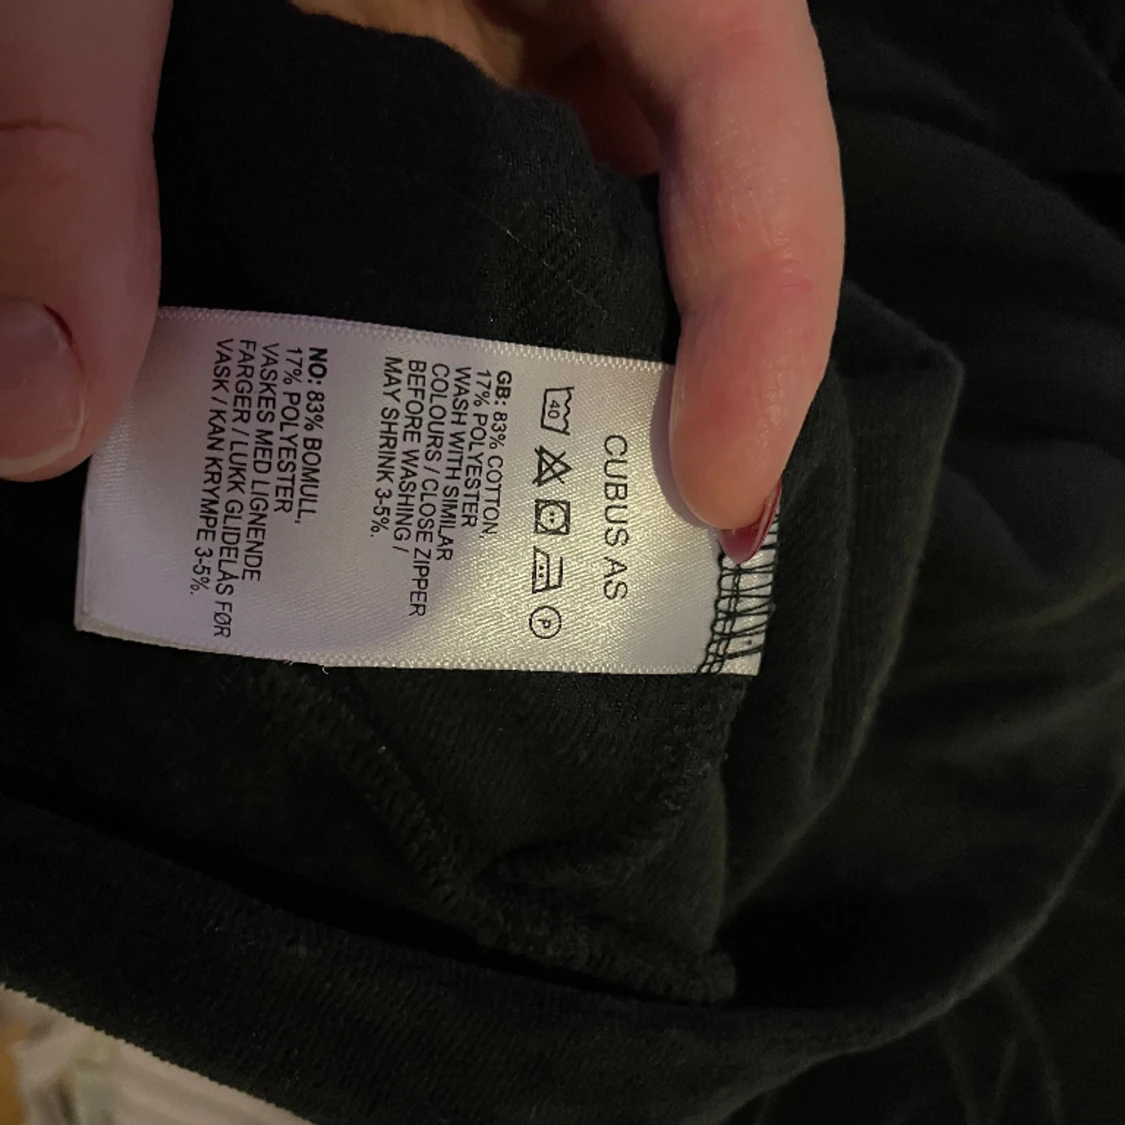 CUBUS AS
40
P
GB: 83% COTTON,
17% POLYESTER
WASH WITH SIMILAR
COLOURS / CLOSE ZIPPER
BEFORE WASHING /
MAY SHRINK 3-5%.
NO: 83% BOMULL,
17% POLYESTER
VASKES MED LIGNENDE
FARGER / LUKK GLIDELÅS FØR
VASK / KAN KRYMPE 3-5%.